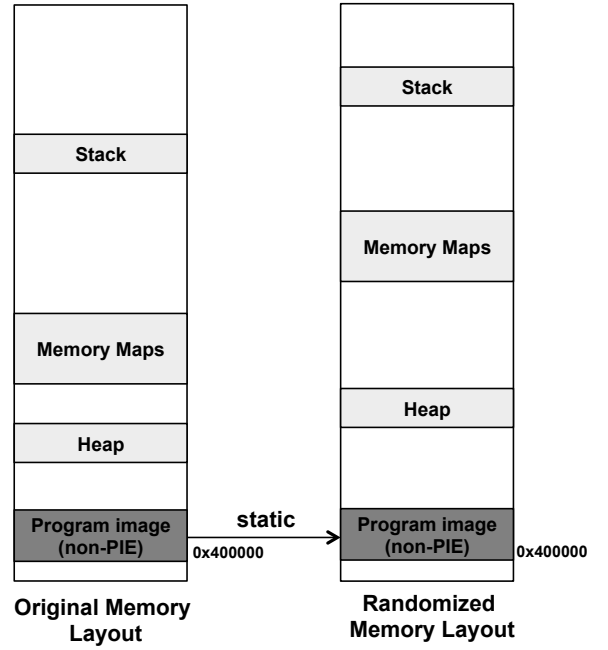 Stack
Memory Maps
Heap
Program image
(non-PIE)
0x400000
Original Memory
Layout
static
Stack
Memory Maps
Heap
Program image
(non-PIE)
0x400000
Randomized
Memory Layout